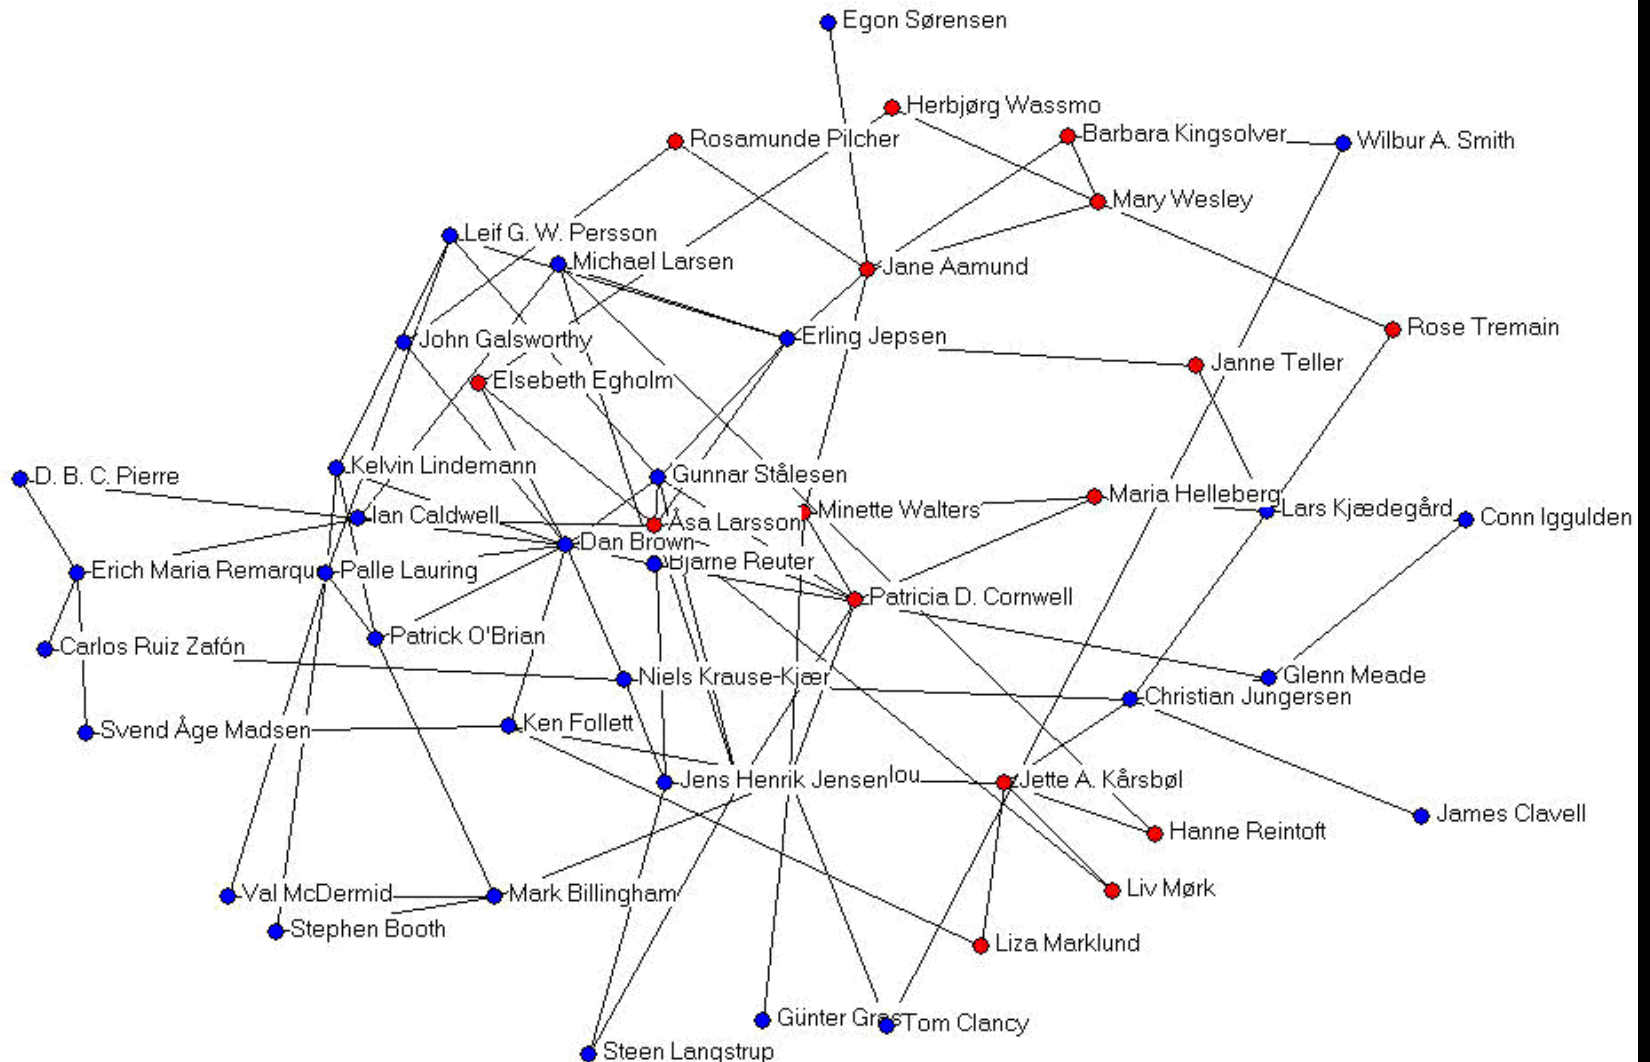 Egon Sørensen
Herbjørg Wassmo
Rosamunde Pilcher
Barbara Kingsolver
Wilbur A. Smith
Mary Wesley
Leif G. W. Persson
Michael Larsen
Jane Aamund
John Galsworthy
Erling Jepsen
Rose Tremain
Janne Teller
Elsebeth Egholm
D. B. C. Pierre
Kelvin Lindemann
Gunnar Stålesen
Maria Helleberg
Ian Caldwell
Åsa Larsson
Minette Walters
Lars Kjædegård
Conn Iggulden
Dan Brown
Bjarne Reuter
Erich Maria Remarqu
Palle Lauring
Patricia D. Cornwell
Patrick O'Brian
Carlos Ruiz Zafón
Niels Krause-Kjær
Glenn Meade
Christian Jungersen
Svend Åge Madsen
Ken Follett
Jens Henrik Jensen
lou
Jette A. Kårsbøl
James Clavell
Hanne Reintoft
Val McDermid
Mark Billingham
Liv Mørk
Stephen Booth
Liza Marklund
Günter Gras
Tom Clancy
Steen Langstrup